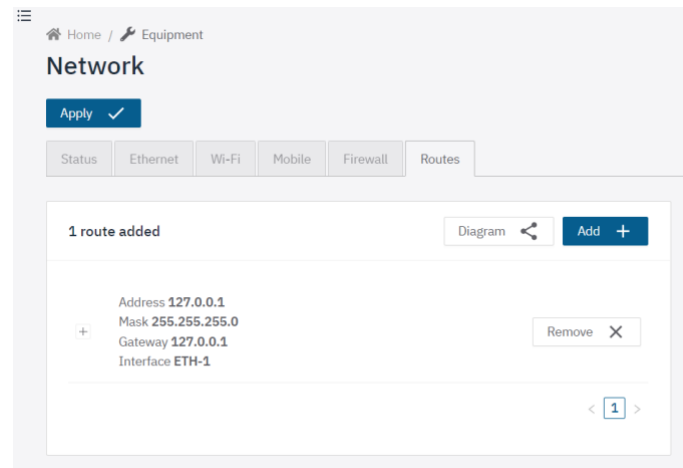 Home / Equipment
Network
Apply
Status Ethernet Wi-Fi Mobile Firewall Routes
1 route added Diagram Add +
Address 127.0.0.1
Mask 255.255.255.0
Gateway 127.0.0.1
Interface ETH-1
+ Remove X
< 1 >